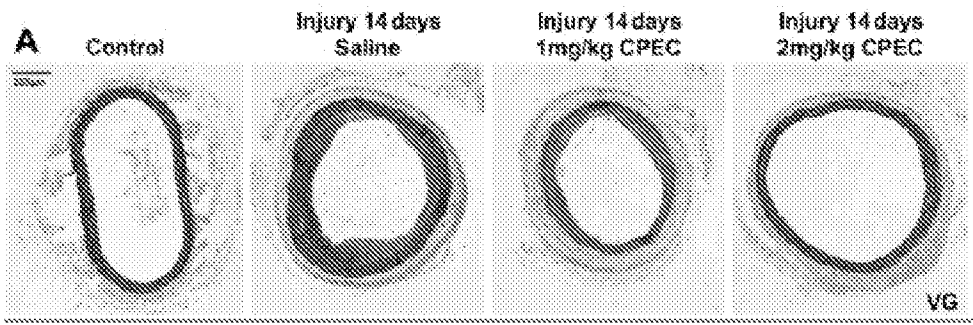 A
Control
Injury 14 days
Saline
Injury 14 days
1mg/kg CPEC
Injury 14 days
2mg/kg CPEC
VG